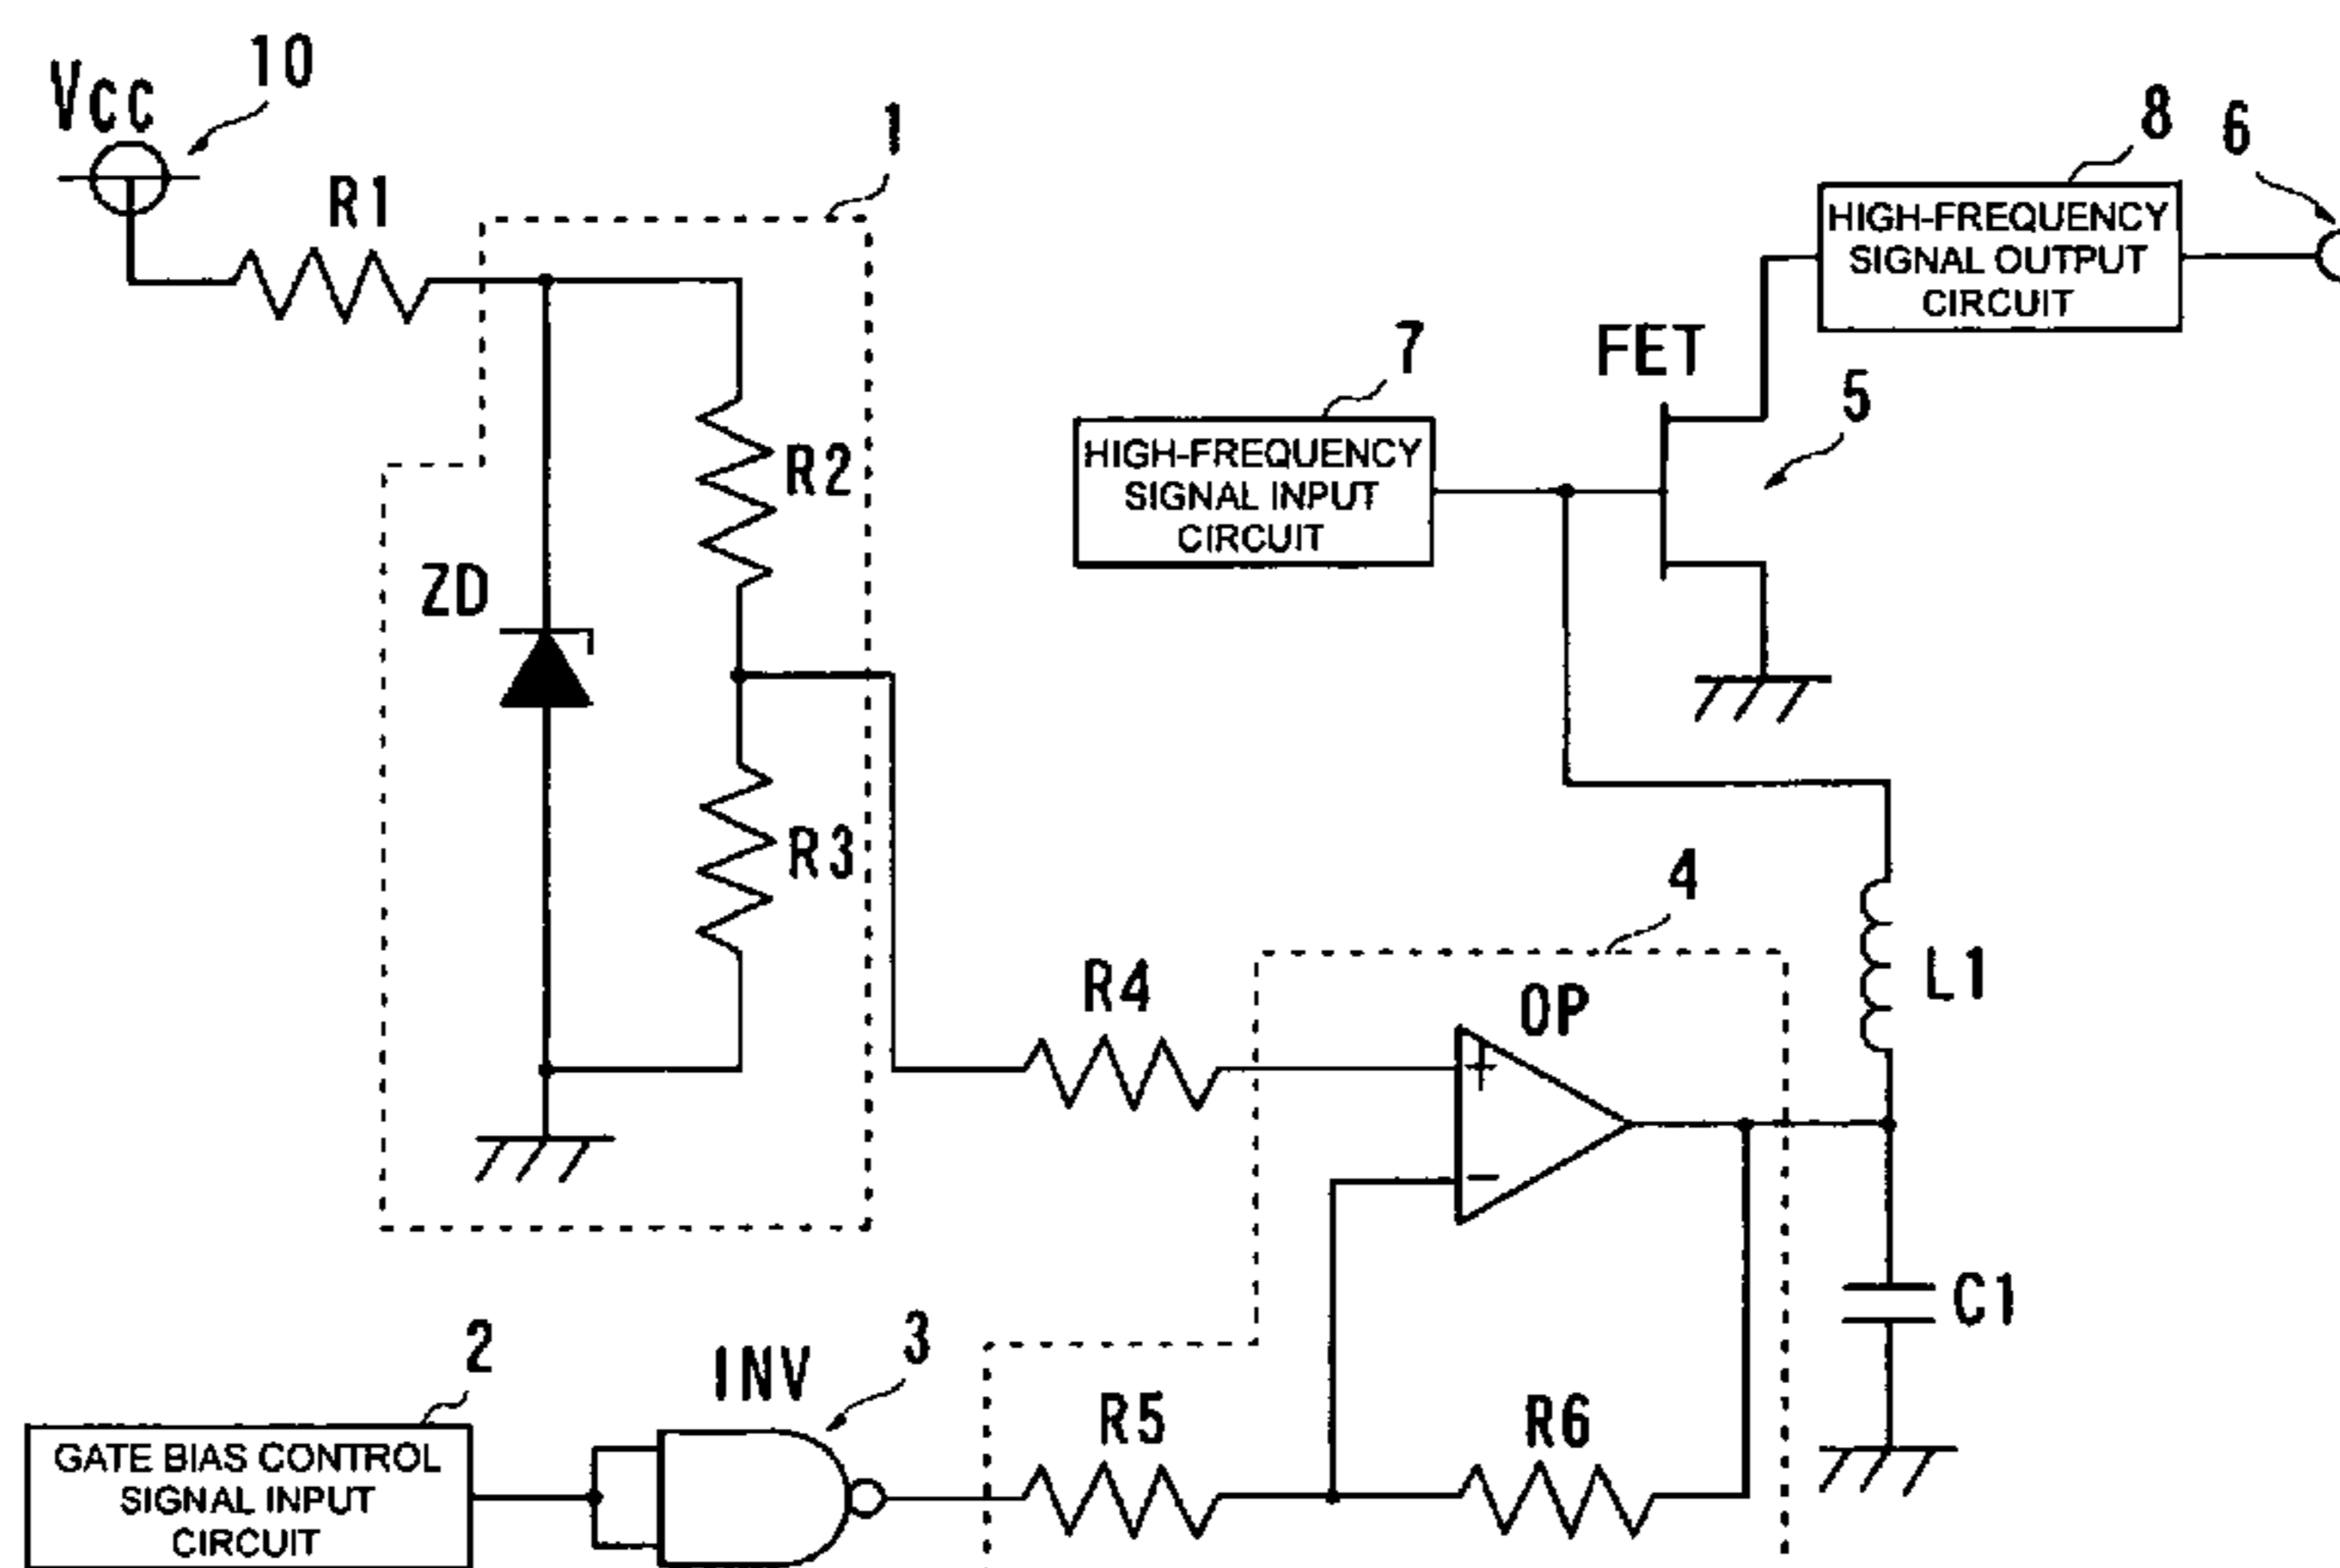 Vcc
10
R1
1
8
6
HIGH-FREQUENCY
SIGNAL OUTPUT
CIRCUIT
7
FET
5
HIGH-FREQUENCY
SIGNAL INPUT
CIRCUIT
R2
ZD
R3
4
R4
OP
L1
+
−
C1
2
INV
3
R5
R6
GATE BIAS CONTROL
SIGNAL INPUT
CIRCUIT